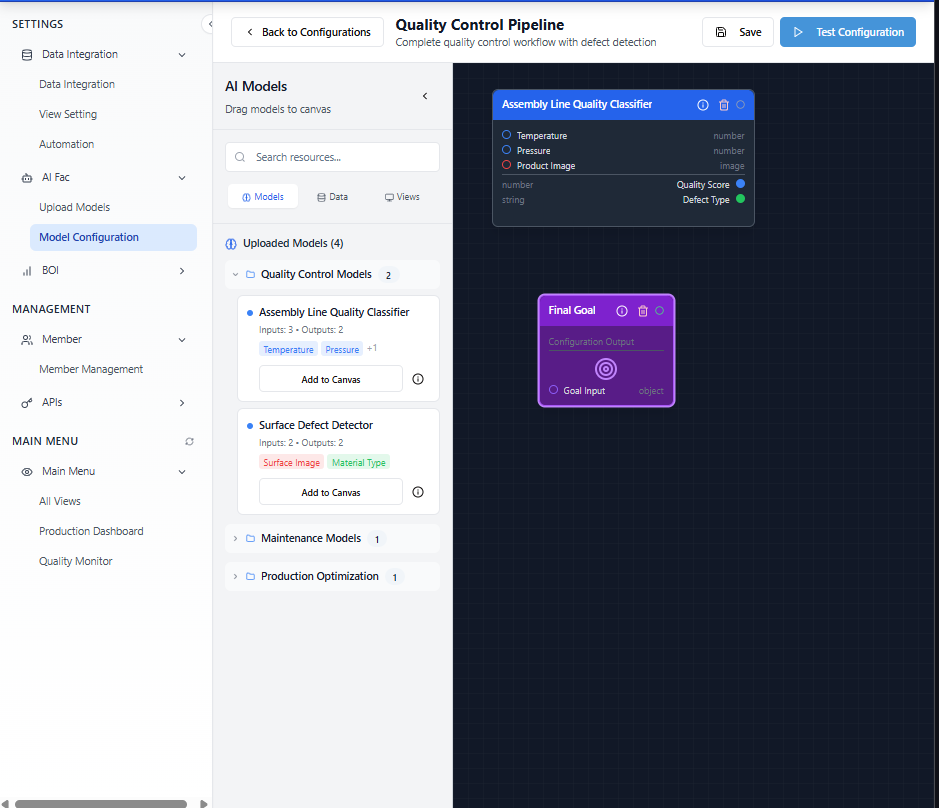 SETTINGS
Data Integration
Data Integration
View Setting
Automation
AI Fac
Upload Models
Model Configuration
BOI
MANAGEMENT
Member
Member Management
APIs
MAIN MENU
Main Menu
All Views
Production Dashboard
Quality Monitor
Back to Configurations
Quality Control Pipeline
Complete quality control workflow with defect detection
Save
Test Configuration
AI Models
Drag models to canvas
Search resources...
Models Data Views
Uploaded Models (4)
Quality Control Models 2
Assembly Line Quality Classifier
Inputs: 3 • Outputs: 2
Temperature Pressure +1
Add to Canvas
Surface Defect Detector
Inputs: 2 • Outputs: 2
Surface Image Material Type
Add to Canvas
Maintenance Models 1
Production Optimization 1
Assembly Line Quality Classifier
Temperature number
Pressure number
Product Image image
number Quality Score
string Defect Type
Final Goal
Configuration Output
Goal Input object